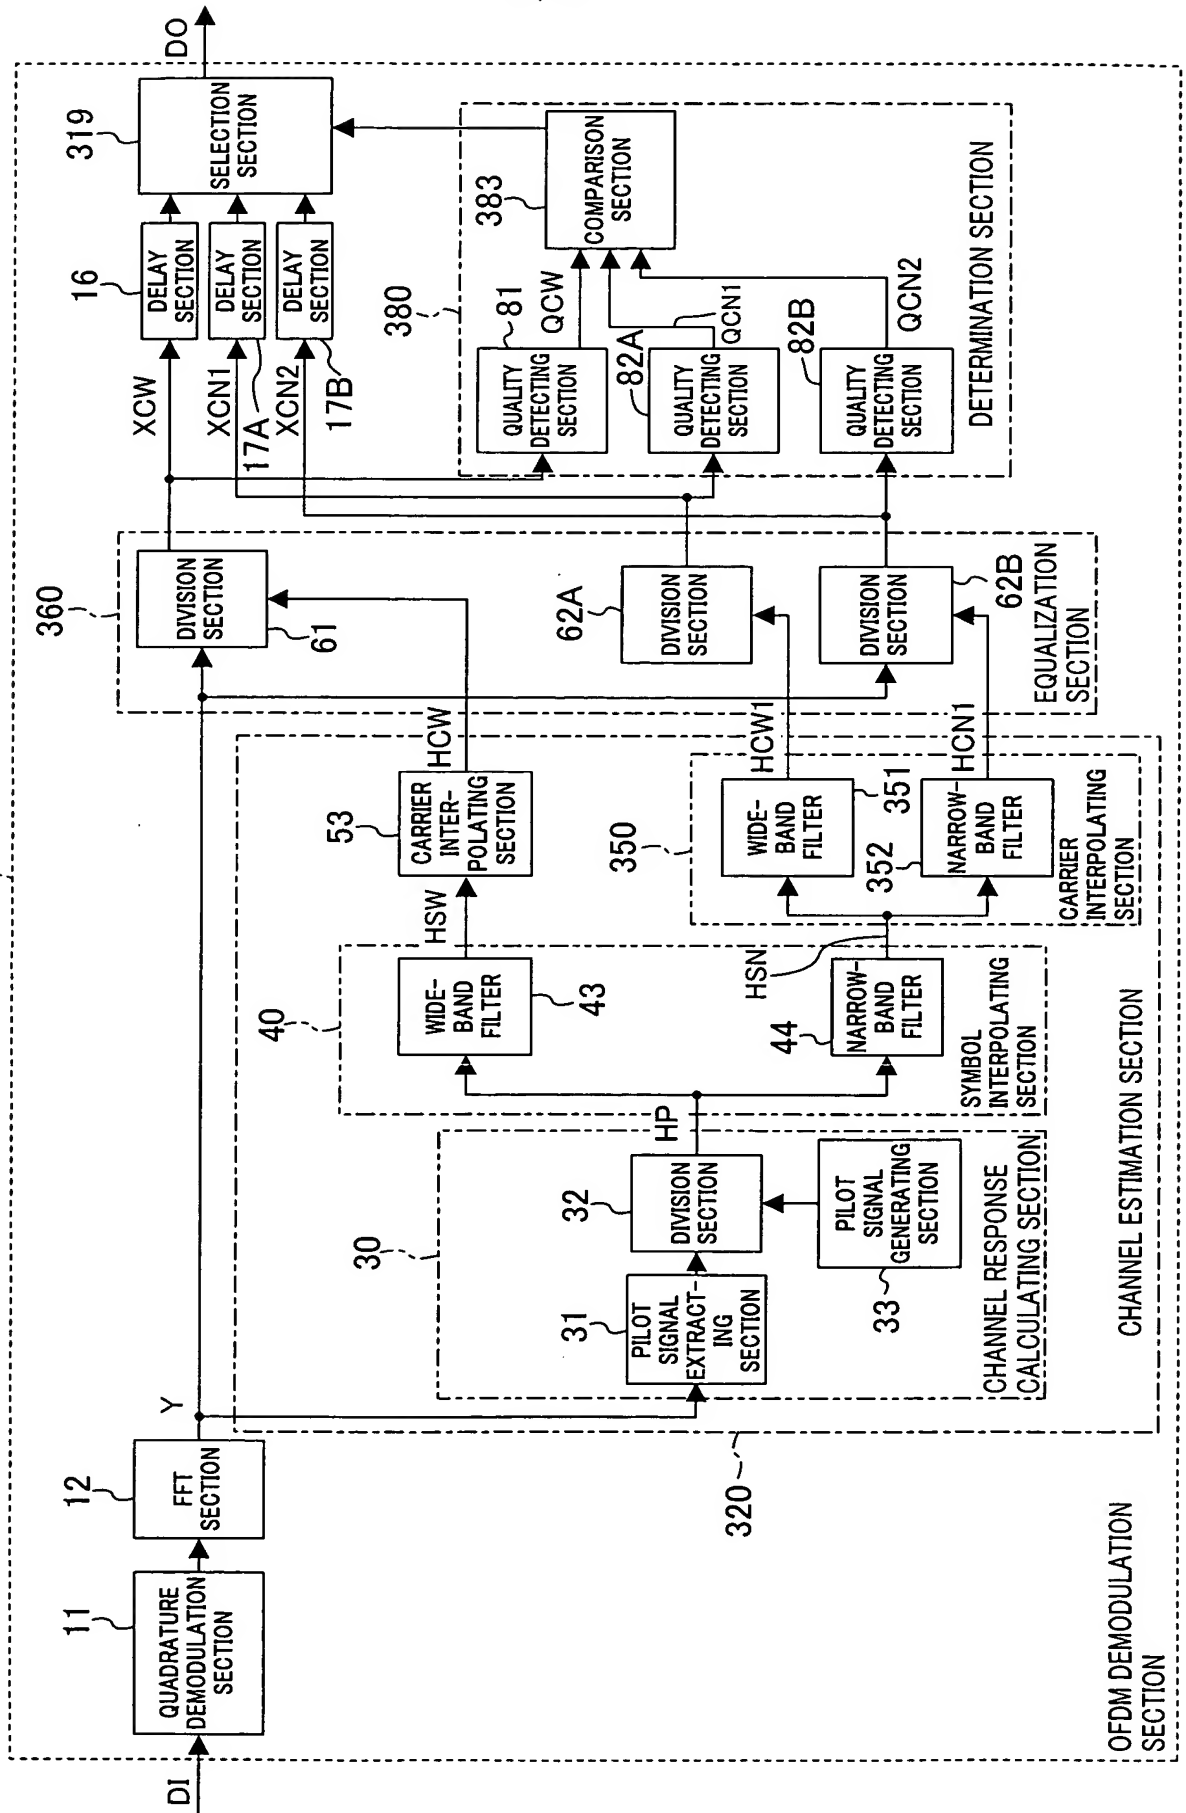 DI
11
QUADRATURE
DEMODULATION
SECTION
12
FFT
SECTION
Y
OFDM DEMODULATION
SECTION
320
CHANNEL ESTIMATION SECTION
30
31
PILOT
SIGNAL
EXTRACT-
ING
SECTION
32
DIVISION
SECTION
33
PILOT
SIGNAL
GENERATING
SECTION
CHANNEL RESPONSE
CALCULATING SECTION
HP
40
WIDE-
BAND
FILTER
43
44
NARROW-
BAND
FILTER
SYMBOL
INTERPOLATING
SECTION
HSW
HSN
53
CARRIER
INTER-
POLATING
SECTION
HCW
350
WIDE-
BAND
FILTER
351
352
NARROW-
BAND
FILTER
CARRIER
INTERPOLATING
SECTION
HCW1
HCN1
360
DIVISION
SECTION
61
62A
DIVISION
SECTION
DIVISION
SECTION
62B
EQUALIZATION
SECTION
XCW
XCN1
17A
XCN2
17B
16
DELAY
SECTION
DELAY
SECTION
DELAY
SECTION
380
QUALITY
DETECTING
SECTION
81
82A
QUALITY
DETECTING
SECTION
82B
QUALITY
DETECTING
SECTION
QCW
QCN1
QCN2
383
COMPARISON
SECTION
DETERMINATION SECTION
319
SELECTION
SECTION
DO